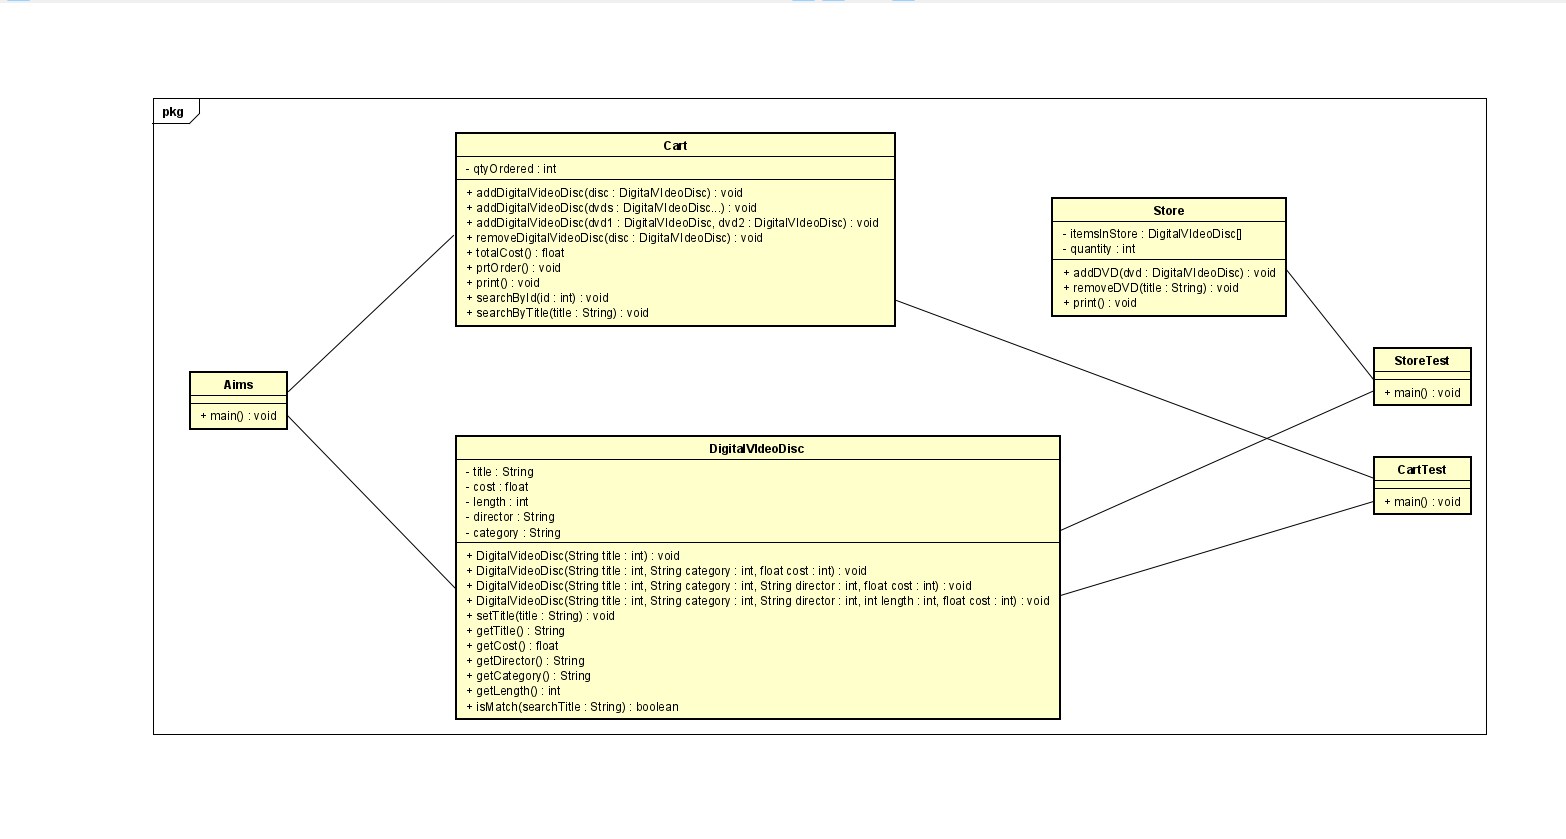 pkg
Cart
- qtyOrdered : int
+ addDigitalVideoDisc(disc : DigitalVIdeoDisc) : void
+ addDigitalVideoDisc(dvds : DigitalVIdeoDisc...) : void
+ addDigitalVideoDisc(dvd1 : DigitalVIdeoDisc, dvd2 : DigitalVIdeoDisc) : void
+ removeDigitalVideoDisc(disc : DigitalVIdeoDisc) : void
+ totalCost() : float
+ prtOrder() : void
+ print() : void
+ searchById(id : int) : void
+ searchByTitle(title : String) : void
Store
- itemsInStore : DigitalVIdeoDisc[]
- quantity : int
+ addDVD(dvd : DigitalVIdeoDisc) : void
+ removeDVD(title : String) : void
+ print() : void
StoreTest
+ main() : void
Aims
+ main() : void
DigitalVIdeoDisc
- title : String
- cost : float
- length : int
- director : String
- category : String
+ DigitalVideoDisc(String title : int) : void
+ DigitalVideoDisc(String title : int, String category : int, float cost : int) : void
+ DigitalVideoDisc(String title : int, String category : int, String director : int, float cost : int) : void
+ DigitalVideoDisc(String title : int, String category : int, String director : int, int length : int, float cost : int) : void
+ setTitle(title : String) : void
+ getTitle() : String
+ getCost() : float
+ getDirector() : String
+ getCategory() : String
+ getLength() : int
+ isMatch(searchTitle : String) : boolean
CartTest
+ main() : void